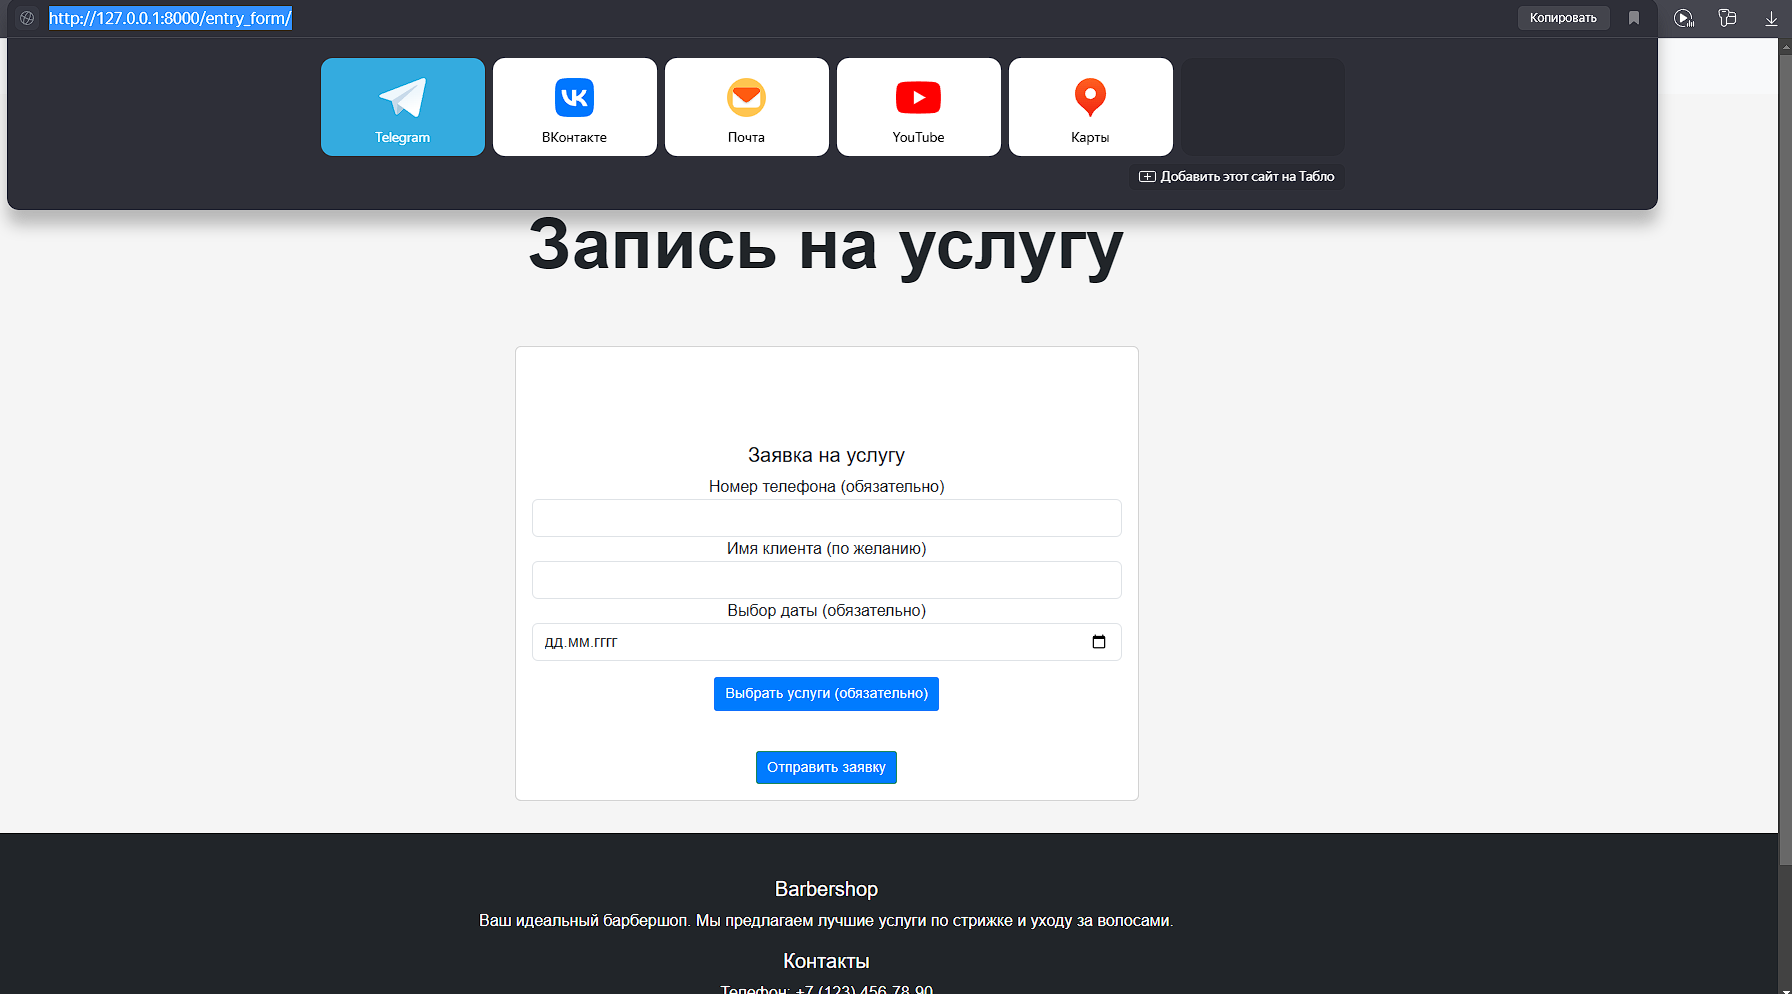 http://127.0.0.1:8000/entry_form/
Копировать
Telegram
ВКонтакте
Почта
YouTube
Карты
Добавить этот сайт на Табло
Запись на услугу
Заявка на услугу
Номер телефона (обязательно)
Имя клиента (по желанию)
Выбор даты (обязательно)
дд.мм.гггг
Выбрать услуги (обязательно)
Отправить заявку
Barbershop
Ваш идеальный барбершоп. Мы предлагаем лучшие услуги по стрижке и уходу за волосами.
Контакты
Телефон: +7 (123) 456 78 90